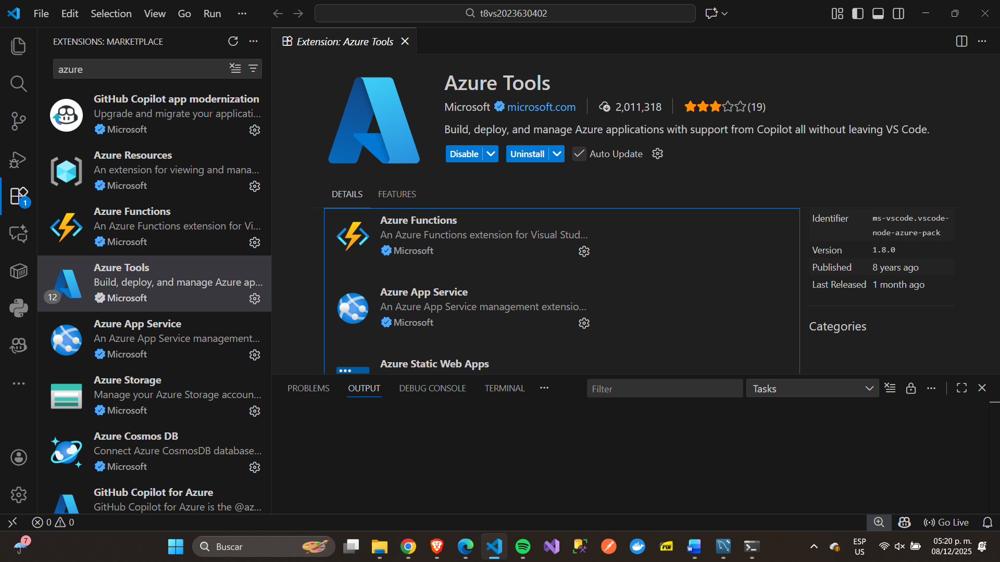 File Edit Selection View Go Run
t8vs2023630402
EXTENSIONS: MARKETPLACE
azure
GitHub Copilot app modernization
Upgrade and migrate your applicati...
Microsoft
Azure Resources
An extension for viewing and mana...
Microsoft
Azure Functions
An Azure Functions extension for Vi...
Microsoft
Azure Tools
Build, deploy, and manage Azure ap...
12
Microsoft
Azure App Service
An Azure App Service management...
Microsoft
Azure Storage
Manage your Azure Storage accoun...
Microsoft
Azure Cosmos DB
Connect Azure CosmosDB database...
Microsoft
GitHub Copilot for Azure
GitHub Copilot for Azure is the @az...
1
Extension: Azure Tools
Azure Tools
Microsoft microsoft.com 2,011,318 (19)
Build, deploy, and manage Azure applications with support from Copilot all without leaving VS Code.
Disable Uninstall Auto Update
DETAILS FEATURES
Azure Functions
An Azure Functions extension for Visual Stud...
Microsoft
Azure App Service
An Azure App Service management extensio...
Microsoft
Azure Static Web Apps
Identifier ms-vscode.vscode-
node-azure-pack
Version 1.8.0
Published 8 years ago
Last Released 1 month ago
Categories
PROBLEMS OUTPUT DEBUG CONSOLE TERMINAL
Filter
Tasks
0 0
Go Live
7
Buscar
PDF
ESP
US
05:20 p. m.
08/12/2025